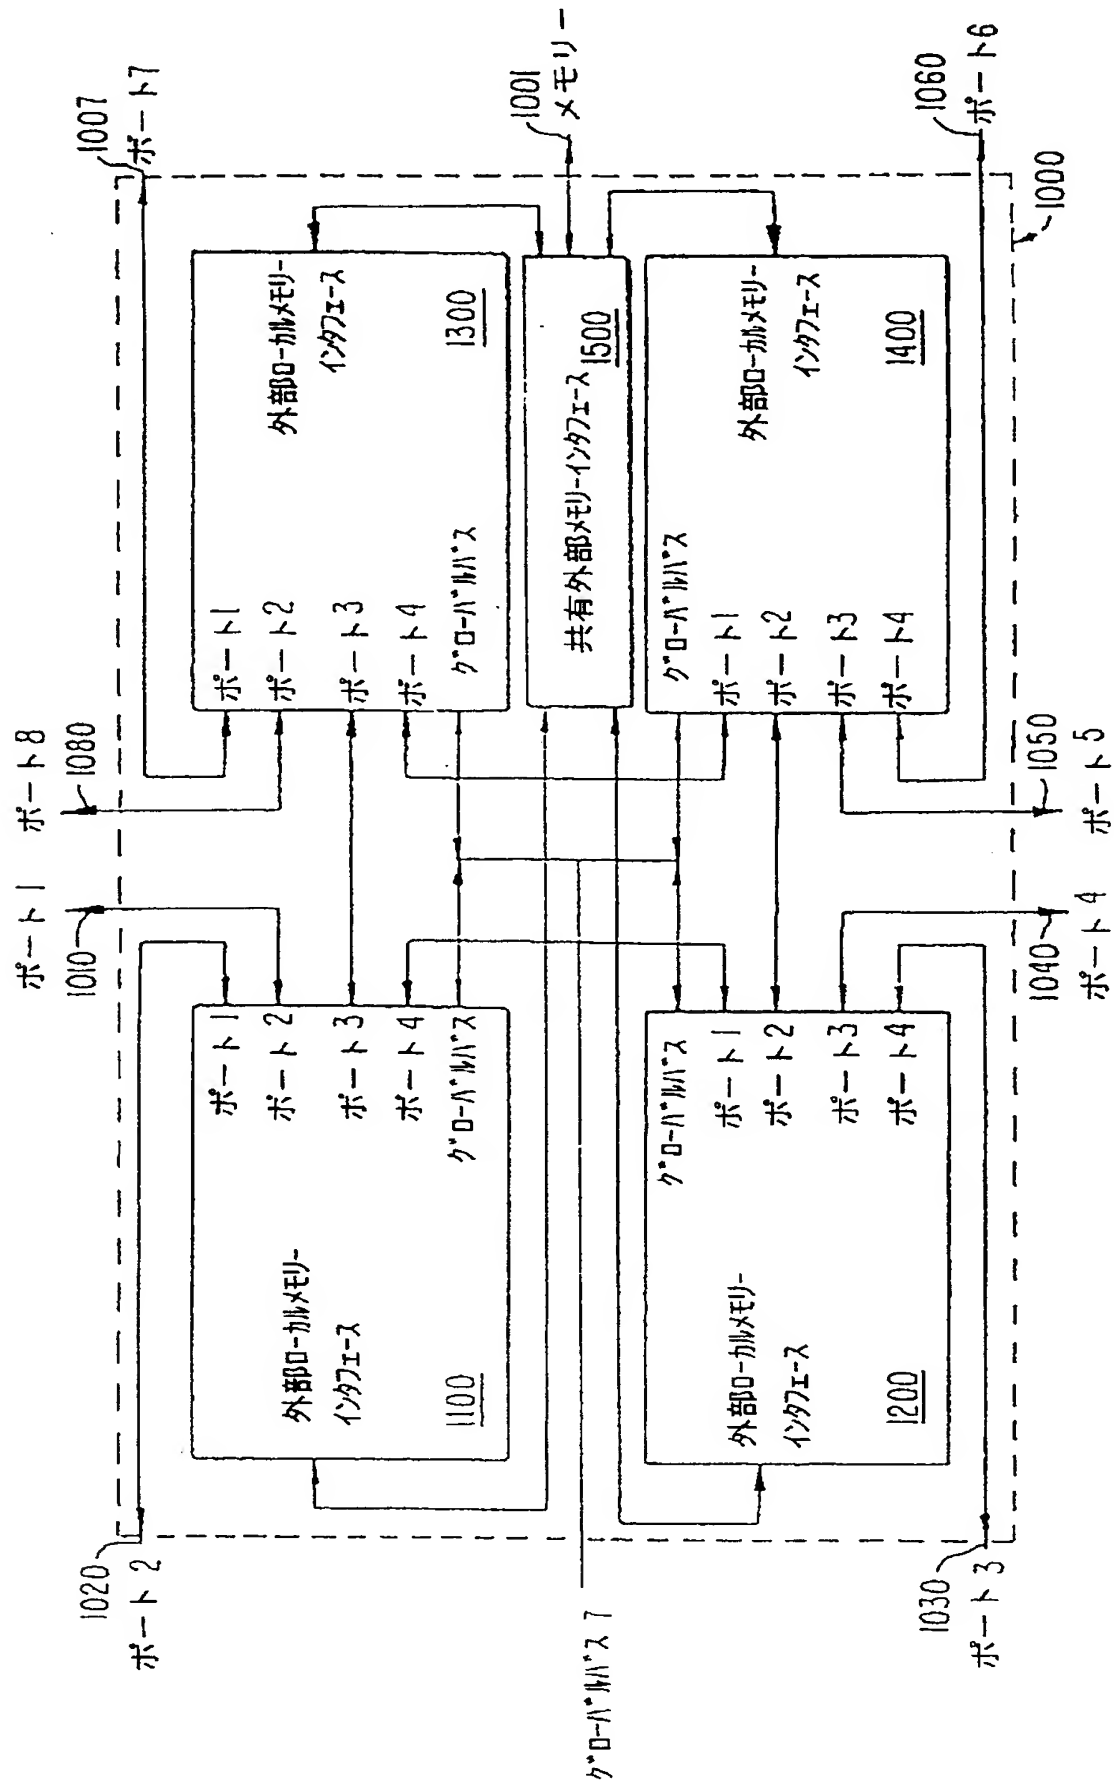 ポート1
1010
ポート8
1080
1020
ポート2
1007
ポート7
外部ローカルメモリー
インタフェース
1100
ポート1
ポート2
ポート3
ポート4
グローバルバス
ポート1
ポート2
ポート3
ポート4
グローバルバス
外部ローカルメモリー
インタフェース
1300
グローバルバス7
共有外部メモリーインタフェース
1500
1001
メモリー
外部ローカルメモリー
インタフェース
1200
グローバルバス
ポート1
ポート2
ポート3
ポート4
グローバルバス
ポート1
ポート2
ポート3
ポート4
外部ローカルメモリー
インタフェース
1400
1030
ポート3
1060
ポート6
1040
ポート4
1050
ポート5
1000